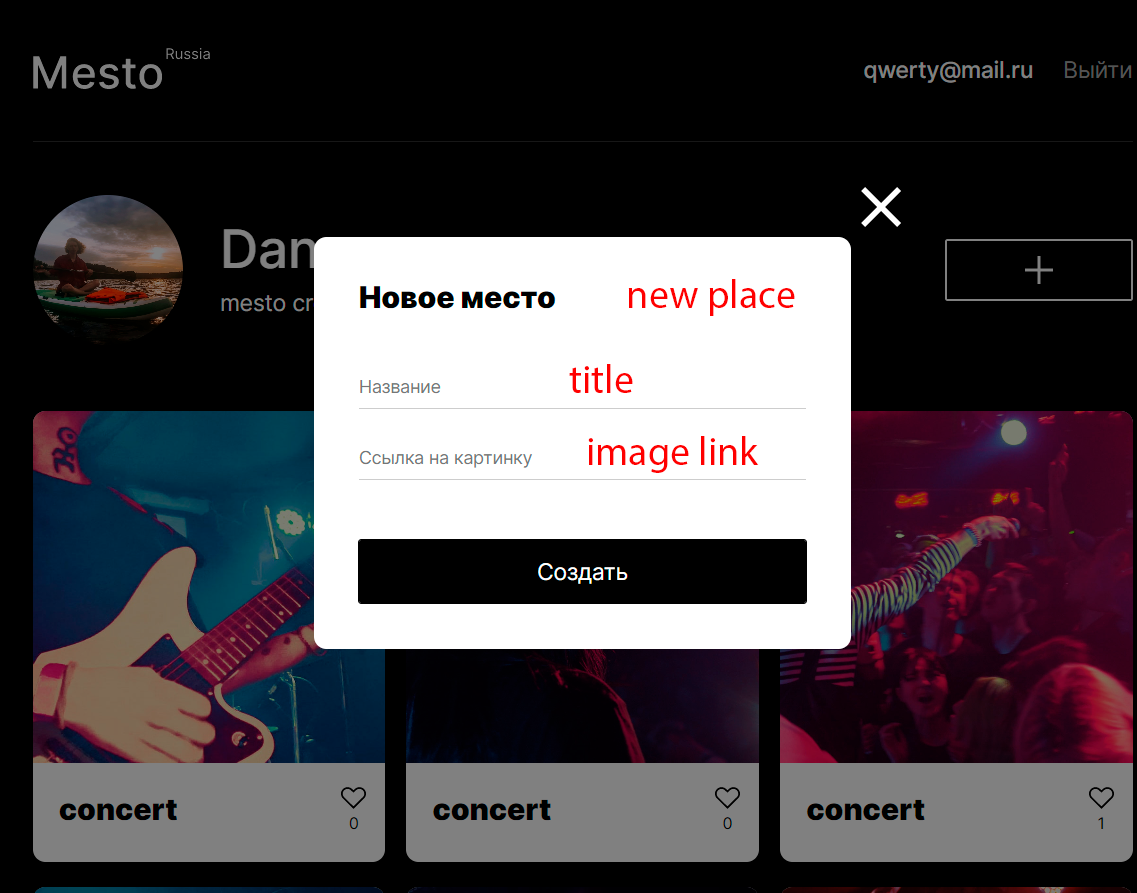 Mesto Russia
qwerty@mail.ru Выйти
Dan
mesto cr
Новое место new place
Название title
Ссылка на картинку image link
Создать
concert 0
concert 0
concert 1